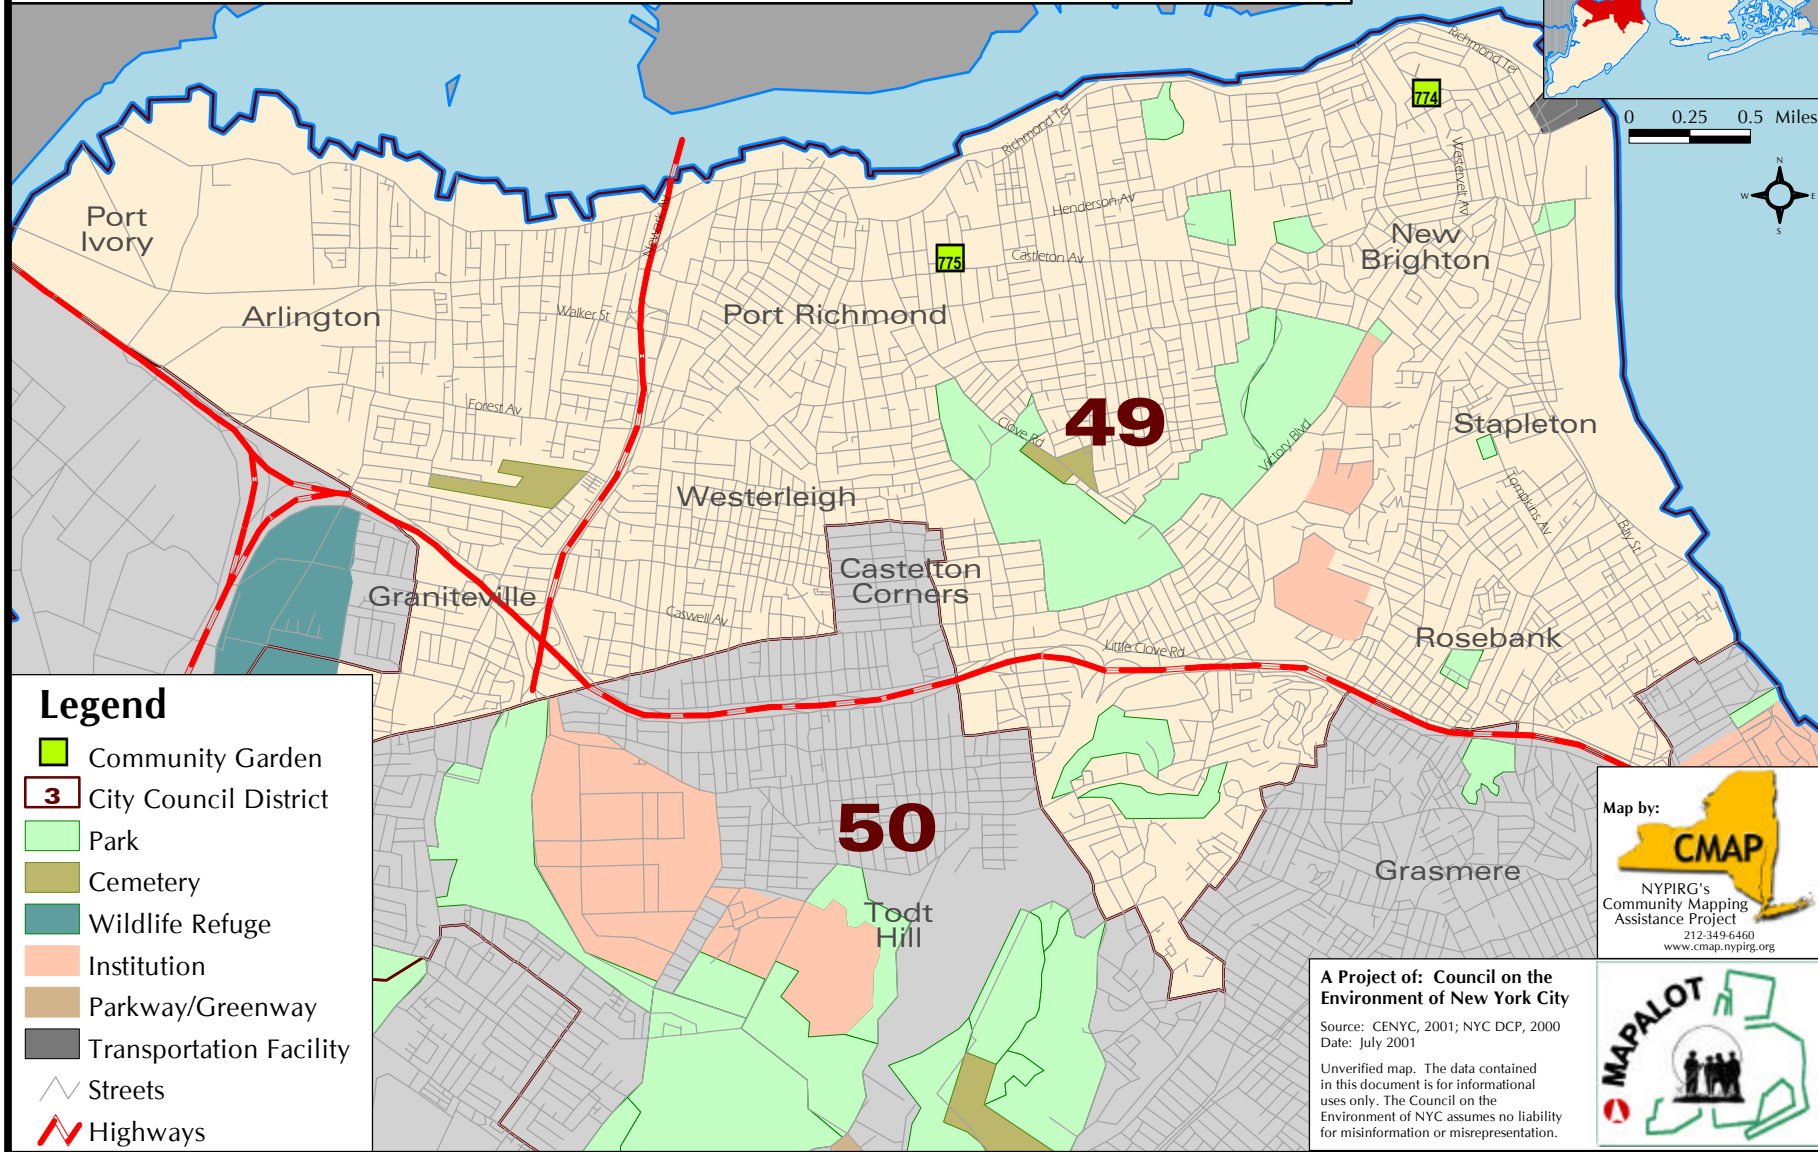 Richmond Ter
774
0 0.25 0.5 Miles
Richmond Ter
Westervelt Av
N
W E
S
Henderson Av
Newark Av
Port
Ivory
775
Castleton Av
New
Brighton
Arlington
Walker St
Port Richmond
Forest Av
Clove Rd
49
Victory Blvd
Stapleton
Westerleigh
Tompkins Av
Bay St
Castelton
Corners
Graniteville
Caswell Av
Little Clove Rd
Rosebank
50
Grasmere
Todt
Hill
Legend
Community Garden
3 City Council District
Park
Cemetery
Wildlife Refuge
Institution
Parkway/Greenway
Transportation Facility
Streets
Highways
Map by:
CMAP
NYPIRG's
Community Mapping
Assistance Project
212-349-6460
www.cmap.nypirg.org
A Project of: Council on the
Environment of New York City
Source: CENYC, 2001; NYC DCP, 2000
Date: July 2001
Unverified map. The data contained
in this document is for informational
uses only. The Council on the
Environment of NYC assumes no liability
for misinformation or misrepresentation.
MAPALOT